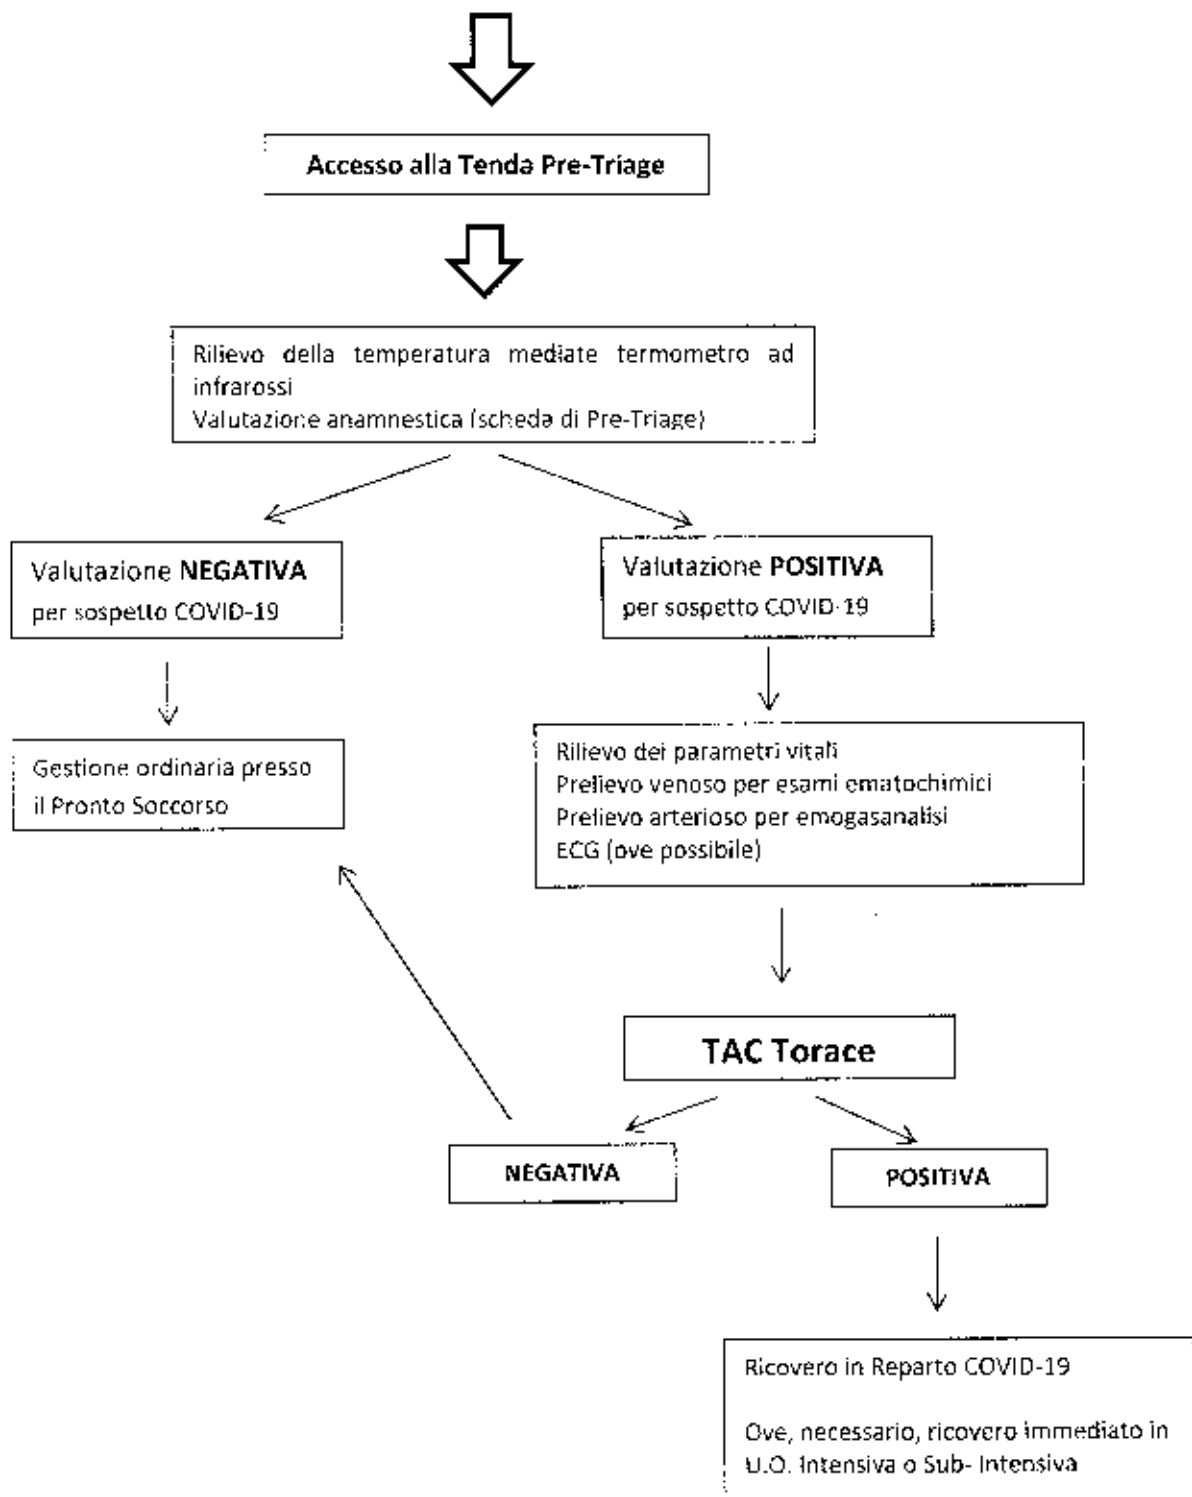 Accesso alla Tenda Pre-Triage
Rilievo della temperatura mediate termometro ad
infrarossi
Valutazione anamnestica (scheda di Pre-Triage)
Valutazione NEGATIVA
per sospetto COVID-19
Valutazione POSITIVA
per sospetto COVID-19
Gestione ordinaria presso
il Pronto Soccorso
Rilievo dei parametri vitali
Prelievo venoso per esami ematochimici
Prelievo arterioso per emogasanalisi
ECG (ove possibile)
TAC Torace
NEGATIVA
POSITIVA
Ricovero in Reparto COVID-19
Ove, necessario, ricovero immediato in
U.O. Intensiva o Sub- Intensiva